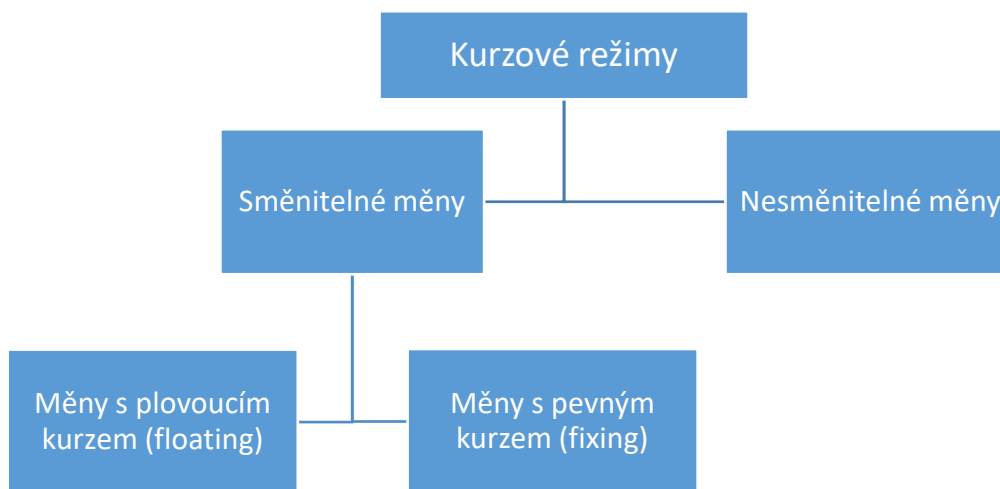 Kurzové režimy
Směnitelné měny
Nesměnitelné měny
Měny s plovoucím
kurzem (floating)
Měny s pevným
kurzem (fixing)